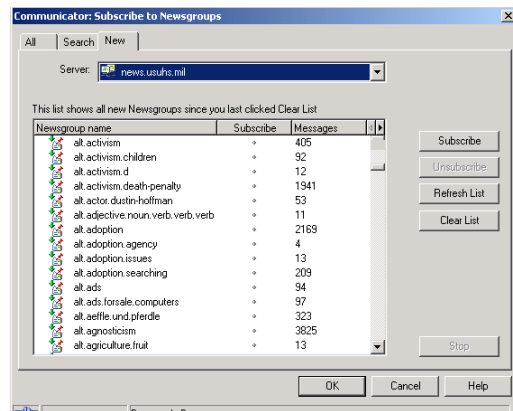 Communicator: Subscribe to Newsgroups
All Search New
Server: news.usuhs.mil
This list shows all new Newsgroups since you last clicked Clear List
Newsgroup name Subscribe Messages
alt.activism 405
alt.activism.children 92
alt.activism.d 12
alt.activism.death-penalty 1941
alt.actor.dustin-hoffman 53
alt.adjective.noun.verb.verb.verb 11
alt.adoption 2169
alt.adoption.agency 4
alt.adoption.issues 13
alt.adoption.searching 209
alt.ads 94
alt.ads.forsale.computers 97
alt.aeffle.und.pferdle 323
alt.agnosticism 3825
alt.agriculture.fruit 13
Subscribe
Unsubscribe
Refresh List
Clear List
Stop
OK Cancel Help